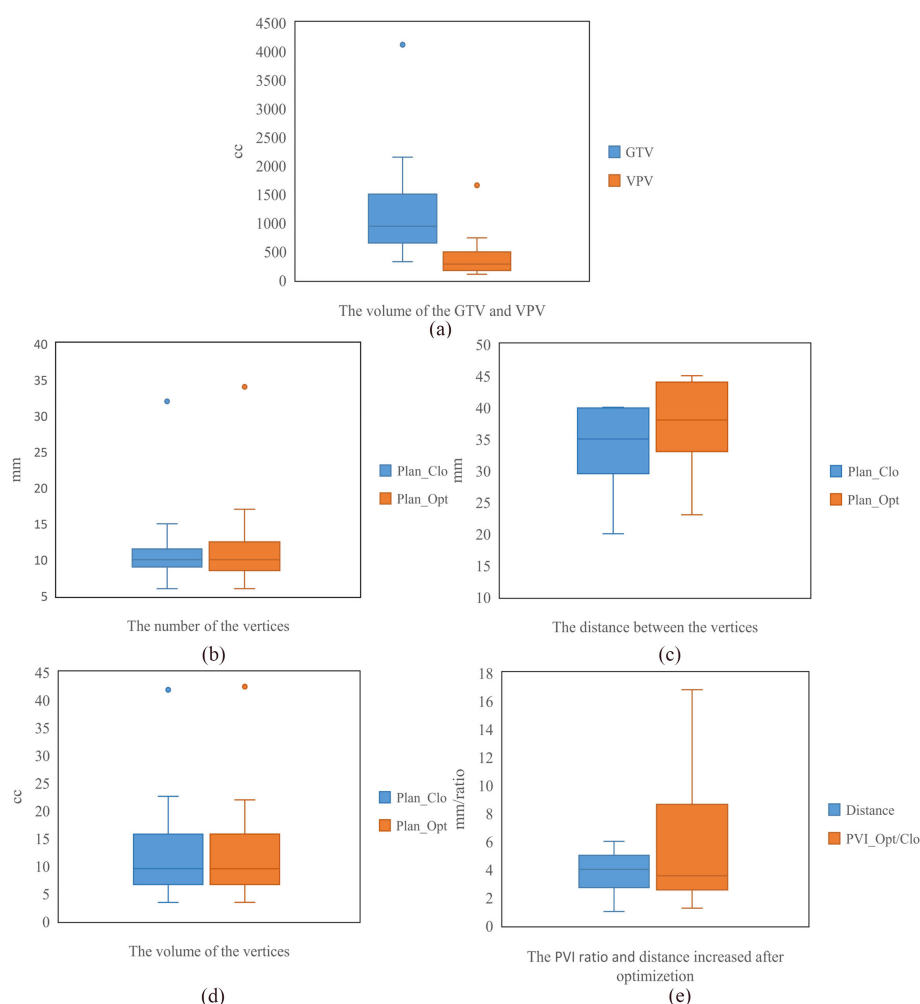 4500
4000
3500
3000
2500
2000
1500
1000
500
0
cc
GTV
VPV
The volume of the GTV and VPV
(a)
40
35
30
25
20
15
10
5
mm
Plan_Clo
Plan_Opt
The number of the vertices
(b)
50
45
40
35
30
25
20
15
10
mm
Plan_Clo
Plan_Opt
The distance between the vertices
(c)
45
40
35
30
25
20
15
10
5
0
cc
Plan_Clo
Plan_Opt
The volume of the vertices
(d)
18
16
14
12
10
8
6
4
2
0
mm/ratio
Distance
PVI_Opt/Clo
The PVI ratio and distance increased after
optimizetion
(e)